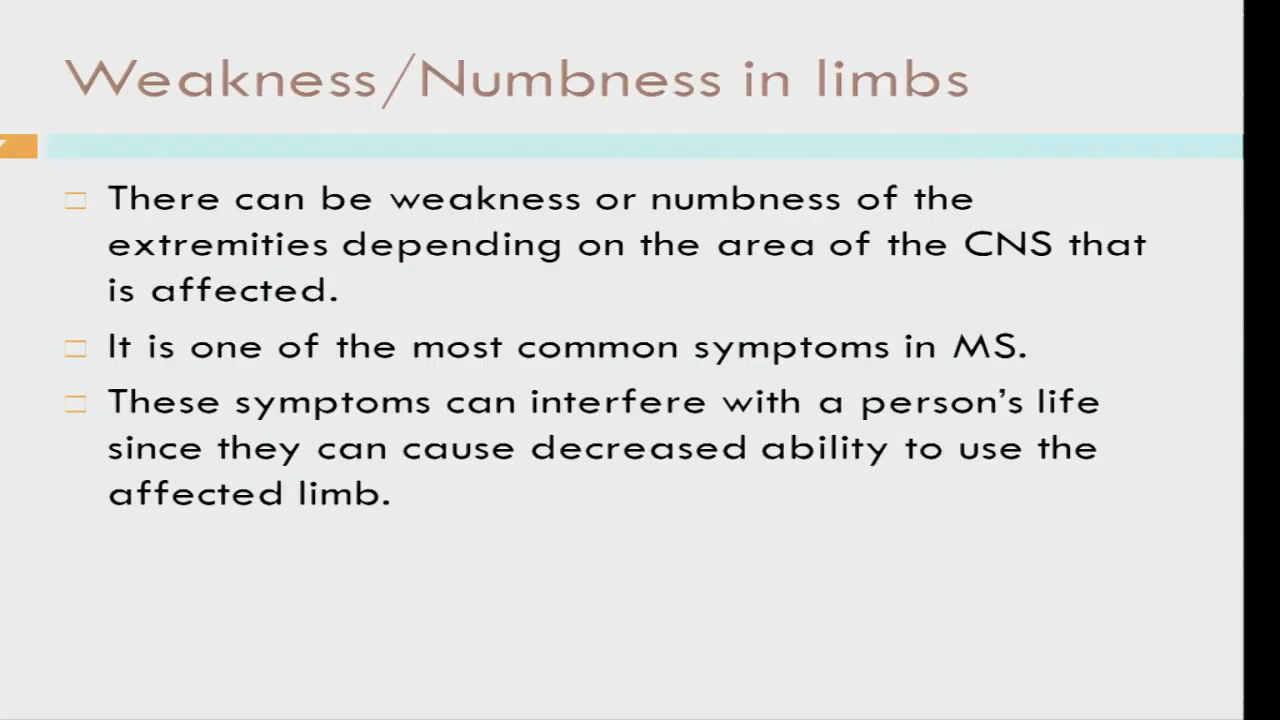 Weakness/Numbness in limbs
There can be weakness or numbness of the
extremities depending on the area of the CNS that
is affected.
It is one of the most common symptoms in MS.
These symptoms can interfere with a person’s life
since they can cause decreased ability to use the
affected limb.